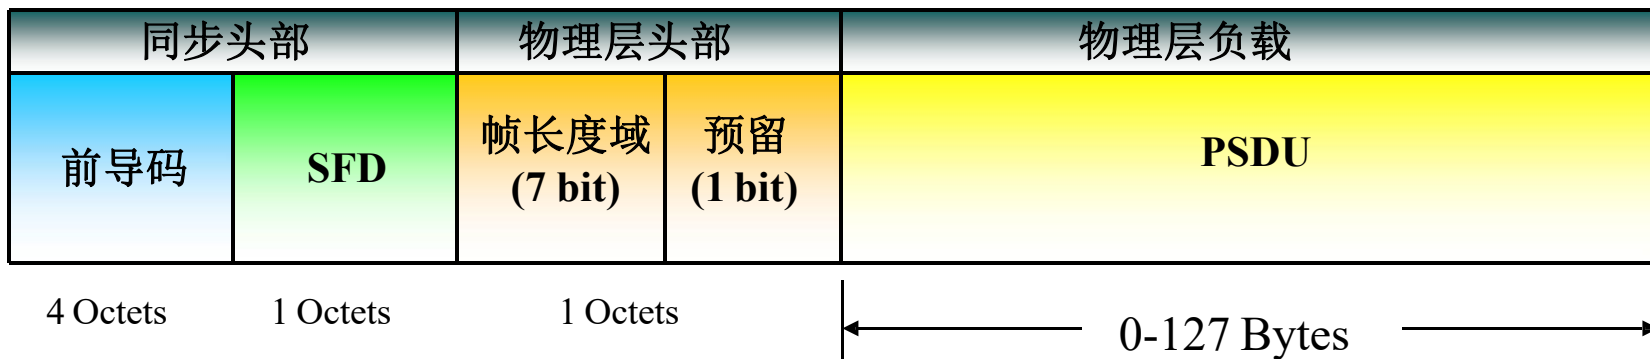 同步头部 物理层头部 物理层负载
前导码 SFD 帧长度域 预留 PSDU
(7 bit) (1 bit)
4 Octets 1 Octets 1 Octets
0-127 Bytes